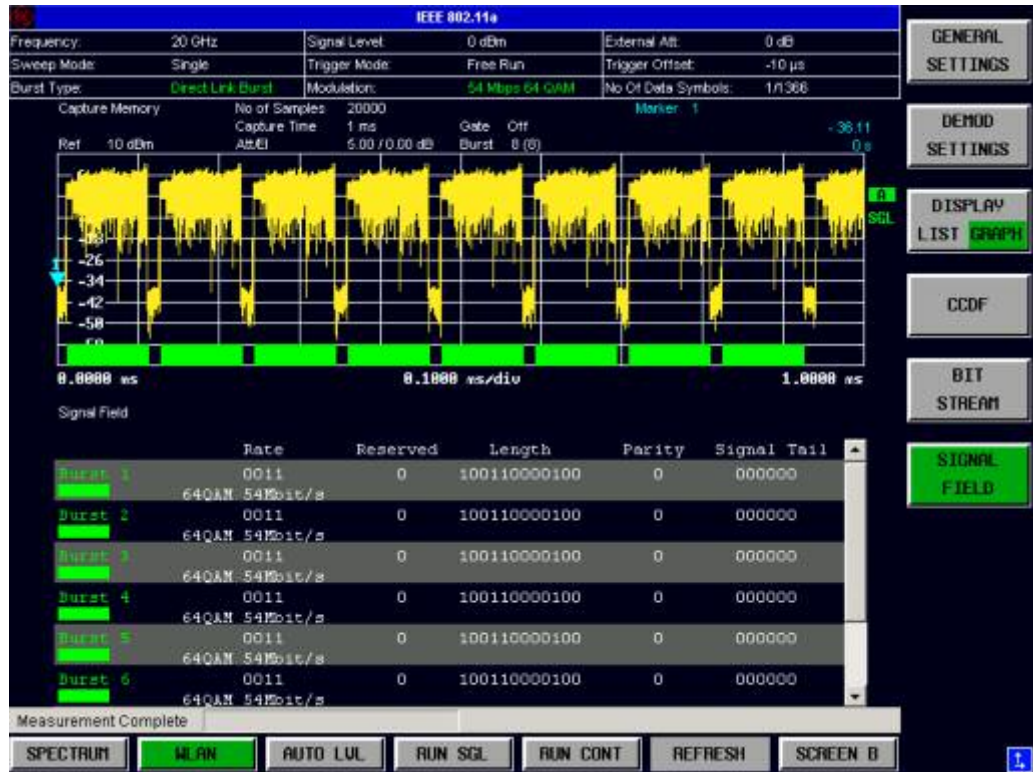 IEEE 802.11a
Frequency: 20 GHz Signal Level: 0 dBm External Att: 0 dB
Sweep Mode: Single Trigger Mode: Free Run Trigger Offset: -10 µs
Burst Type: Direct Link Burst Modulation: 54 Mbps 64 QAM No Of Data Symbols: 1/1366
Capture Memory No of Samples 20000 Marker 1
Capture Time 1 ms Gate Off -36.11
Ref 10 dBm Att/El 5.00 / 0.00 dB Burst 8 (8) 0 s
A
SGL
-26
1
-34
-42
-50
0.0000 ms 0.1000 ms/div 1.0000 ms
Signal Field
Rate Reserved Length Parity Signal Tail
Burst 1 0011 0 100110000100 0 000000
64QAM 54Mbit/s
Burst 2 0011 0 100110000100 0 000000
64QAM 54Mbit/s
Burst 3 0011 0 100110000100 0 000000
64QAM 54Mbit/s
Burst 4 0011 0 100110000100 0 000000
64QAM 54Mbit/s
Burst 5 0011 0 100110000100 0 000000
64QAM 54Mbit/s
Burst 6 0011 0 100110000100 0 000000
64QAM 54Mbit/s
Measurement Complete
SPECTRUM WLAN AUTO LVL RUN SGL RUN CONT REFRESH SCREEN B
GENERAL
SETTINGS
DEMOD
SETTINGS
DISPLAY
LIST GRAPH
CCDF
BIT
STREAM
SIGNAL
FIELD